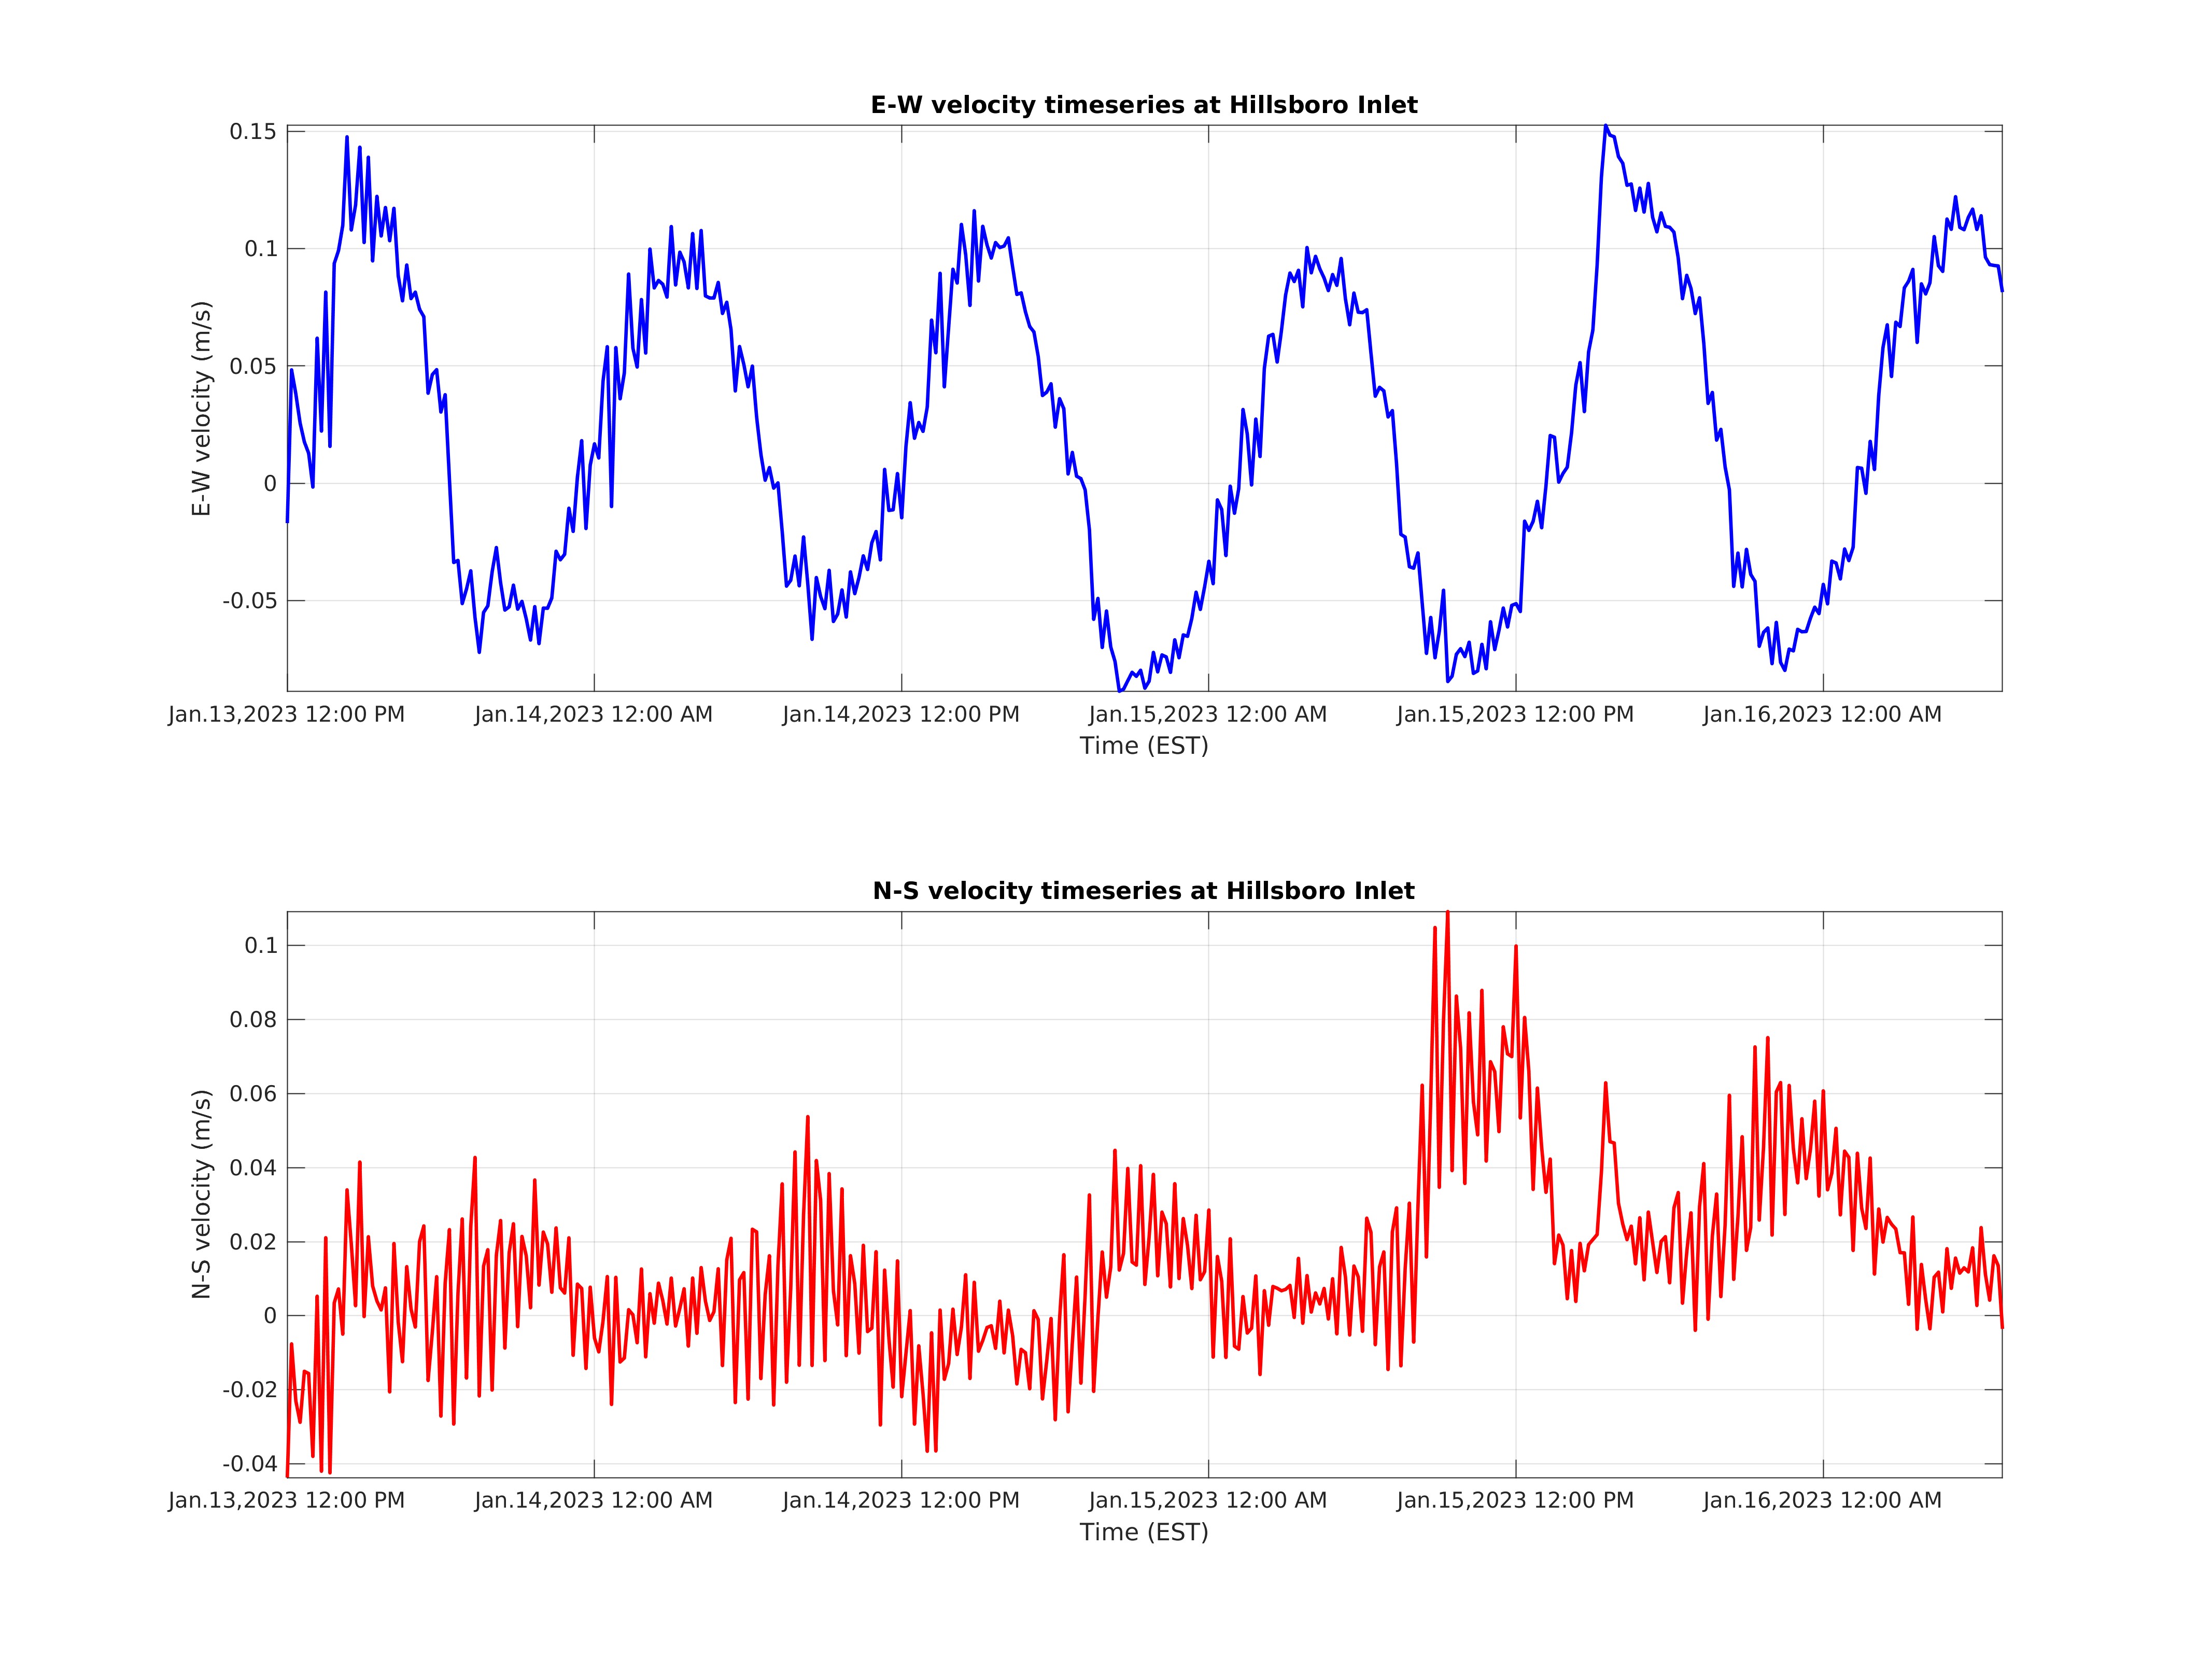 E-W velocity timeseries at Hillsboro Inlet
0.15
0.1
0.05
0
-0.05
E-W velocity (m/s)
Jan.13,2023 12:00 PM Jan.14,2023 12:00 AM Jan.14,2023 12:00 PM Jan.15,2023 12:00 AM Jan.15,2023 12:00 PM Jan.16,2023 12:00 AM
Time (EST)
N-S velocity timeseries at Hillsboro Inlet
0.1
0.08
0.06
0.04
0.02
0
-0.02
-0.04
N-S velocity (m/s)
Jan.13,2023 12:00 PM Jan.14,2023 12:00 AM Jan.14,2023 12:00 PM Jan.15,2023 12:00 AM Jan.15,2023 12:00 PM Jan.16,2023 12:00 AM
Time (EST)